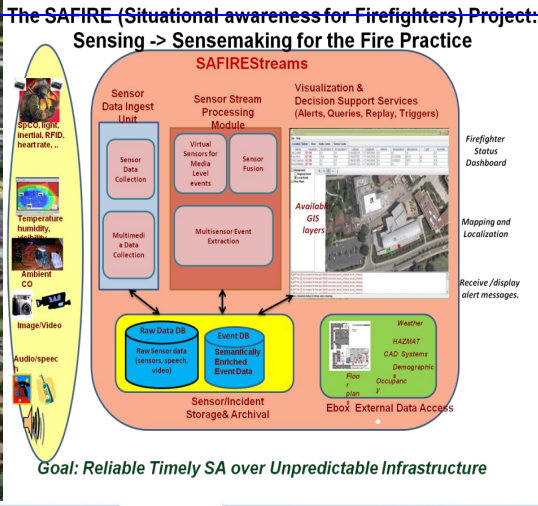 The SAFIRE (Situational awareness for Firefighters) Project:
Sensing -> Sensemaking for the Fire Practice
SAFIREStreams
SpCO, light,
inertial, RFID,
heart rate, ..
Temperature
humidity,
visibility
Ambient
CO
Image/Video
Audio/speec
h
Sensor
Data Ingest
Unit
Sensor
Data
Collection
Multimedi
a Data
Collection
Sensor Stream
Processing
Module
Virtual
Sensors for
Media
Level
events
Sensor
Fusion
Multisensor Event
Extraction
Visualization &
Decision Support Services
(Alerts, Queries, Replay, Triggers)
Available
GIS
layers
Firefighter
Status
Dashboard
Mapping and
Localization
Receive /display
alert messages.
Raw Data DB
Raw Sensor data
(sensors, speech,
video)
Event DB
Semantically
Enriched
Event Data
Sensor/Incident
Storage& Archival
Weather
HAZMAT
CAD Systems
Demographic
s
Occupanc
y
Floo
r
plan
s
Ebox External Data Access
Goal: Reliable Timely SA over Unpredictable Infrastructure